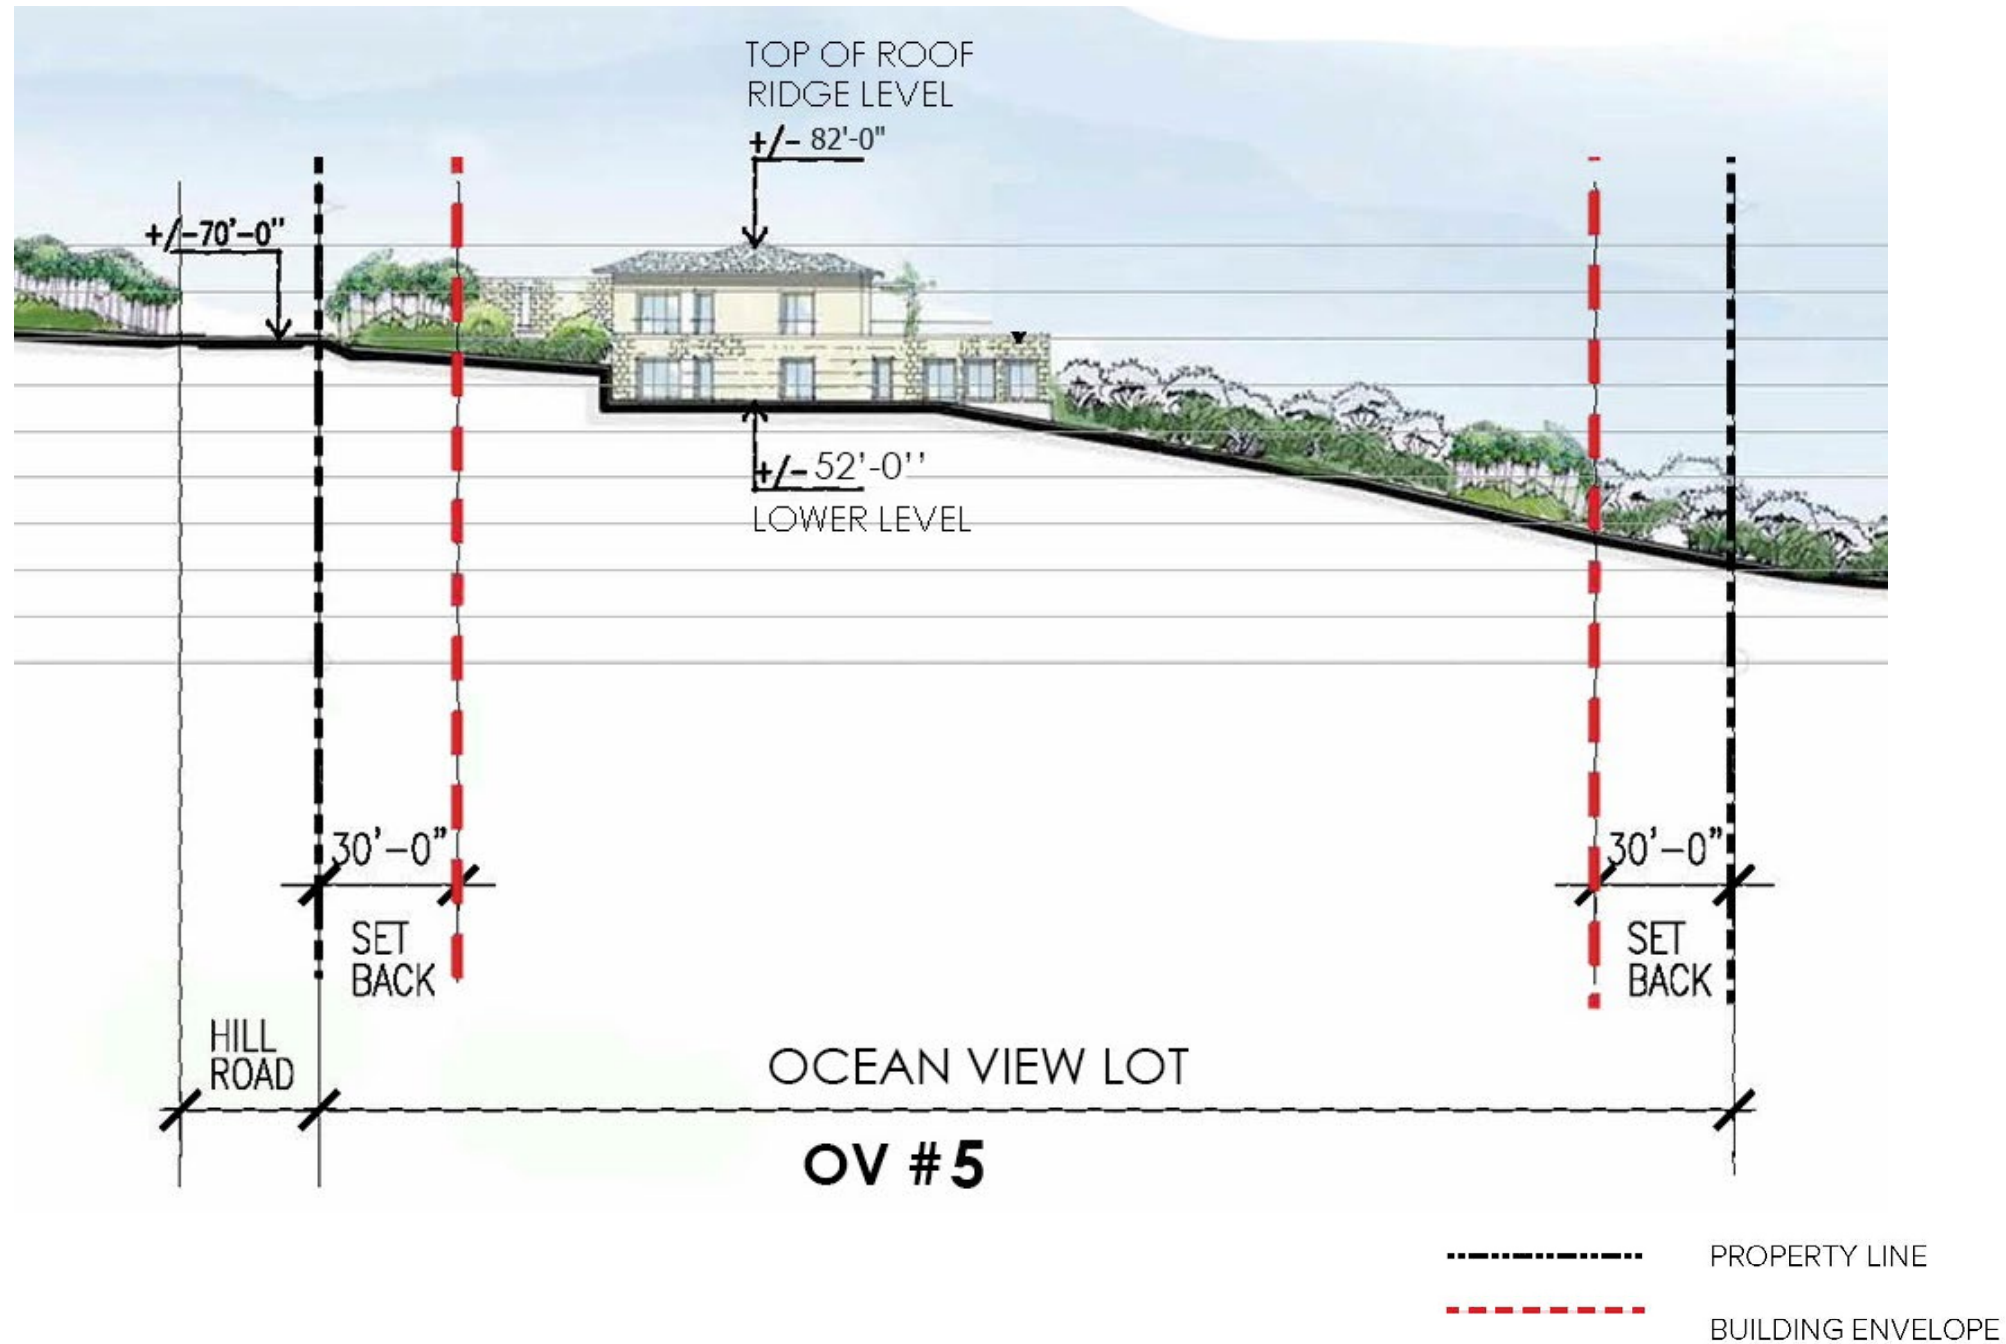 TOP OF ROOF
RIDGE LEVEL
+/- 82'-0"
+/-70'-0"
+/- 52'-0''
LOWER LEVEL
30'-0"
30'-0"
SET
BACK
SET
BACK
HILL
ROAD
OCEAN VIEW LOT
OV #5
PROPERTY LINE
BUILDING ENVELOPE